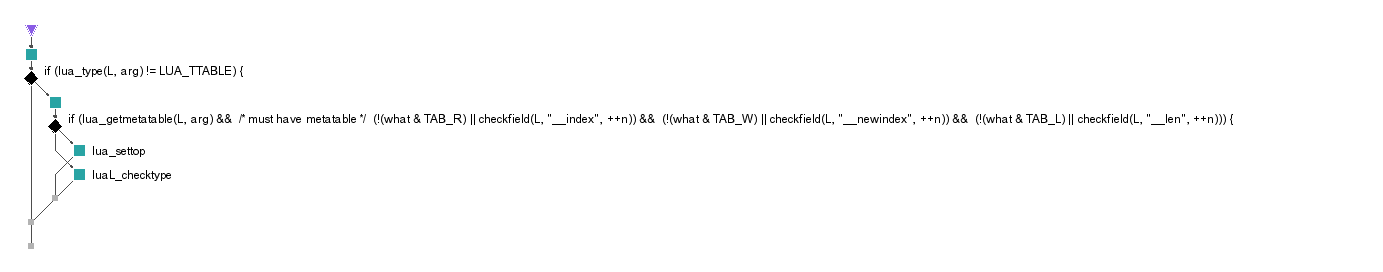 if (lua_type(L, arg) != LUA_TTABLE) {
if (lua_getmetatable(L, arg) && /* must have metatable */ (!(what & TAB_R) || checkfield(L, "__index", ++n)) && (!(what & TAB_W) || checkfield(L, "__newindex", ++n)) && (!(what & TAB_L) || checkfield(L, "__len", ++n))) {
lua_settop
luaL_checktype